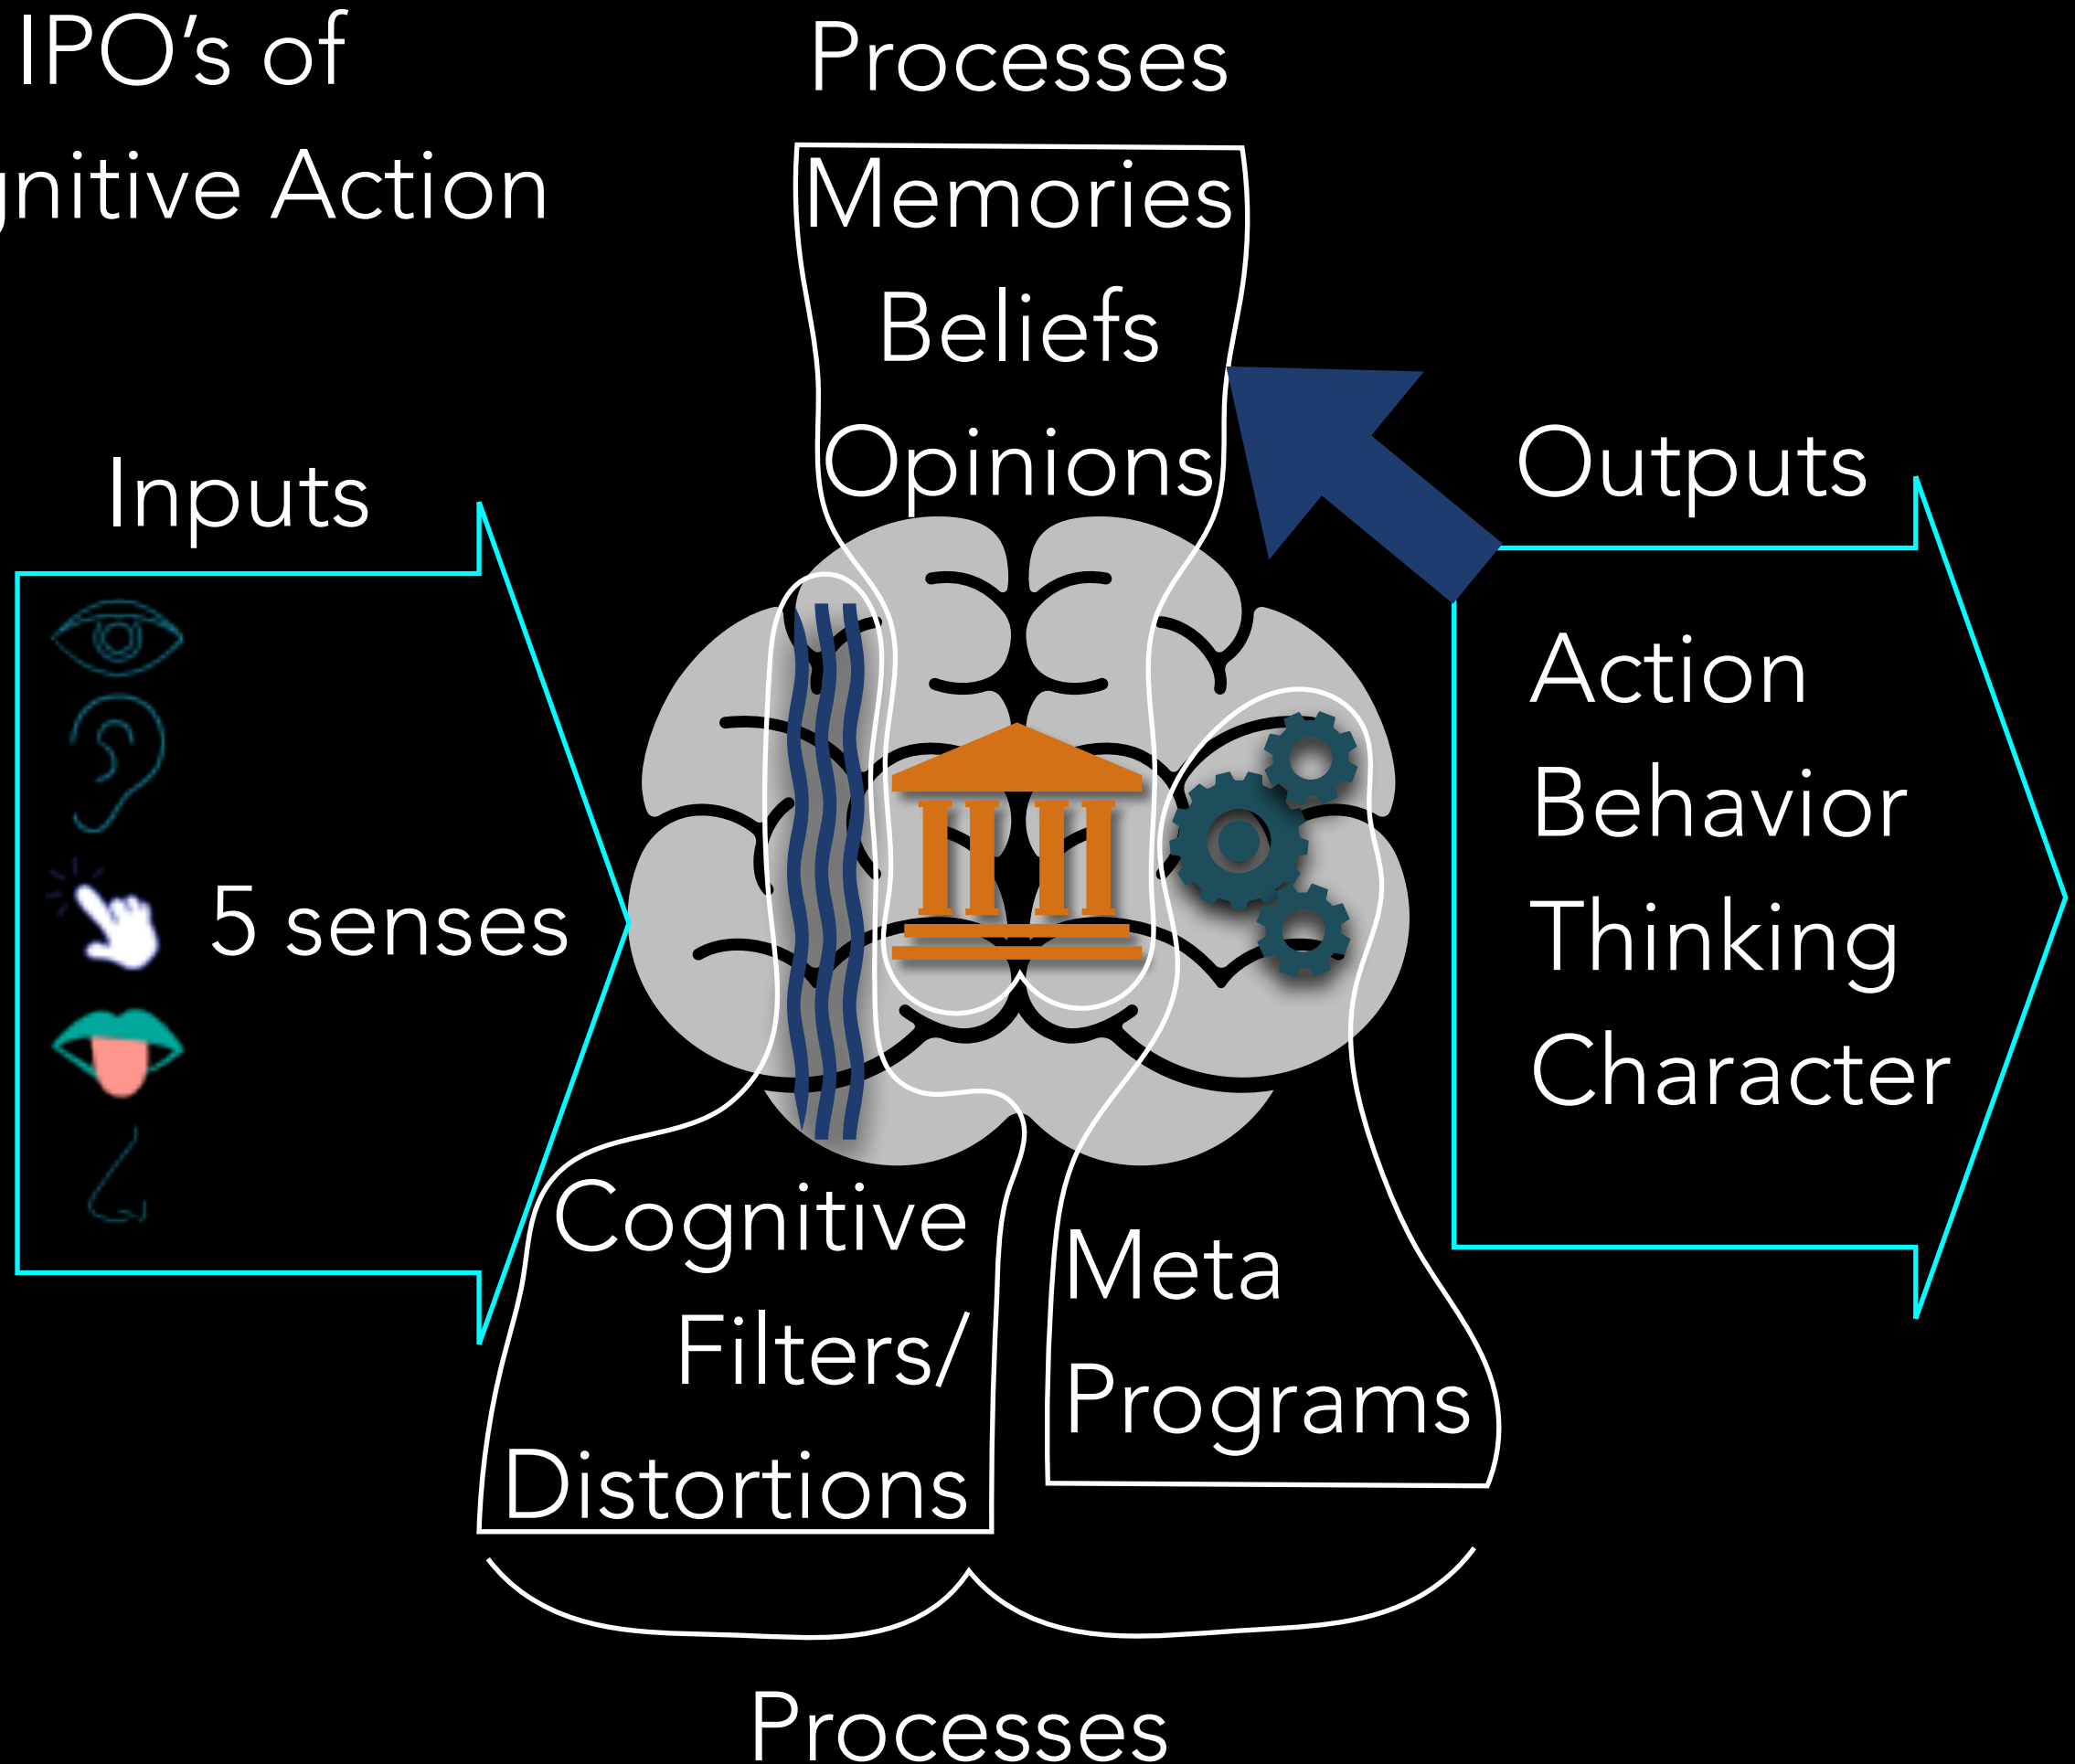 IPO's of
gnitive Action
Processes
Memories
Beliefs
Opinions
Inputs
5 senses
Outputs
Action
Behavior
Thinking
Character
Cognitive
Filters/
Distortions
Meta
Programs
Processes